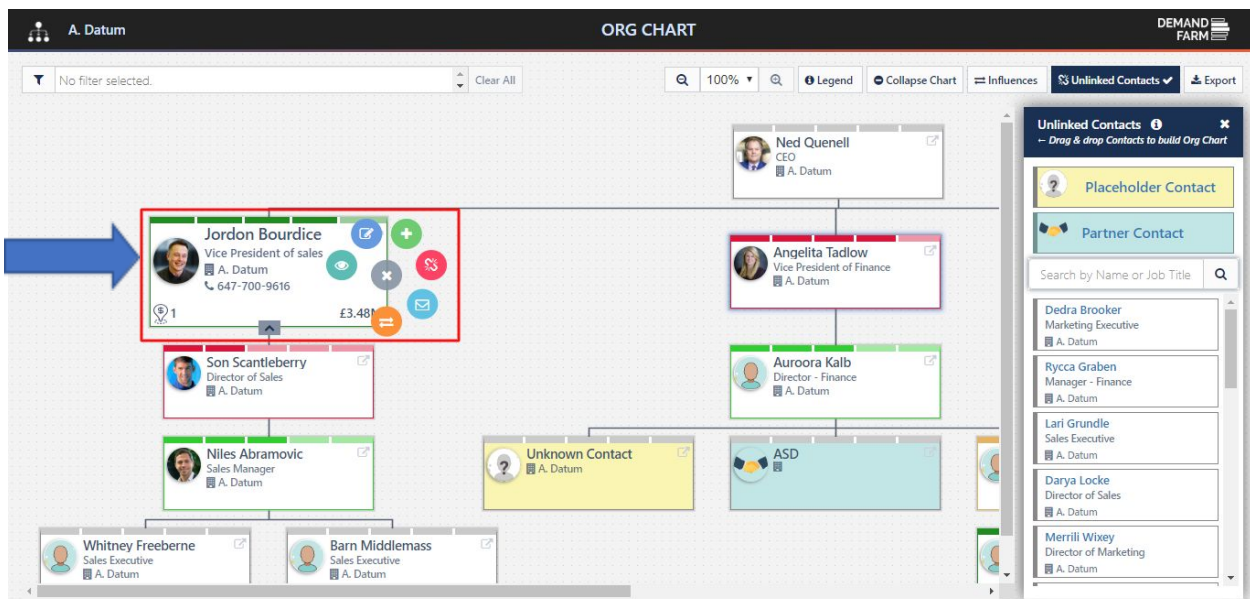 A. Datum
ORG CHART
DEMAND
FARM
No filter selected.
Clear All
100%
Legend
Collapse Chart
Influences
Unlinked Contacts
Export
Unlinked Contacts
← Drag & drop Contacts to build Org Chart
Placeholder Contact
Partner Contact
Search by Name or Job Title
Dedra Brooker
Marketing Executive
A. Datum
Rycca Graben
Manager - Finance
A. Datum
Lari Grundle
Sales Executive
A. Datum
Darya Locke
Director of Sales
A. Datum
Merrili Wixey
Director of Marketing
A. Datum
Ned Quenell
CEO
A. Datum
Jordon Bourdice
Vice President of sales
A. Datum
647-700-9616
1
£3.48M
Angelita Tadlow
Vice President of Finance
A. Datum
Son Scantleberry
Director of Sales
A. Datum
Auroora Kalb
Director - Finance
A. Datum
Niles Abramovic
Sales Manager
A. Datum
Unknown Contact
A. Datum
ASD
Whitney Freeberne
Sales Executive
A. Datum
Barn Middlemass
Sales Executive
A. Datum